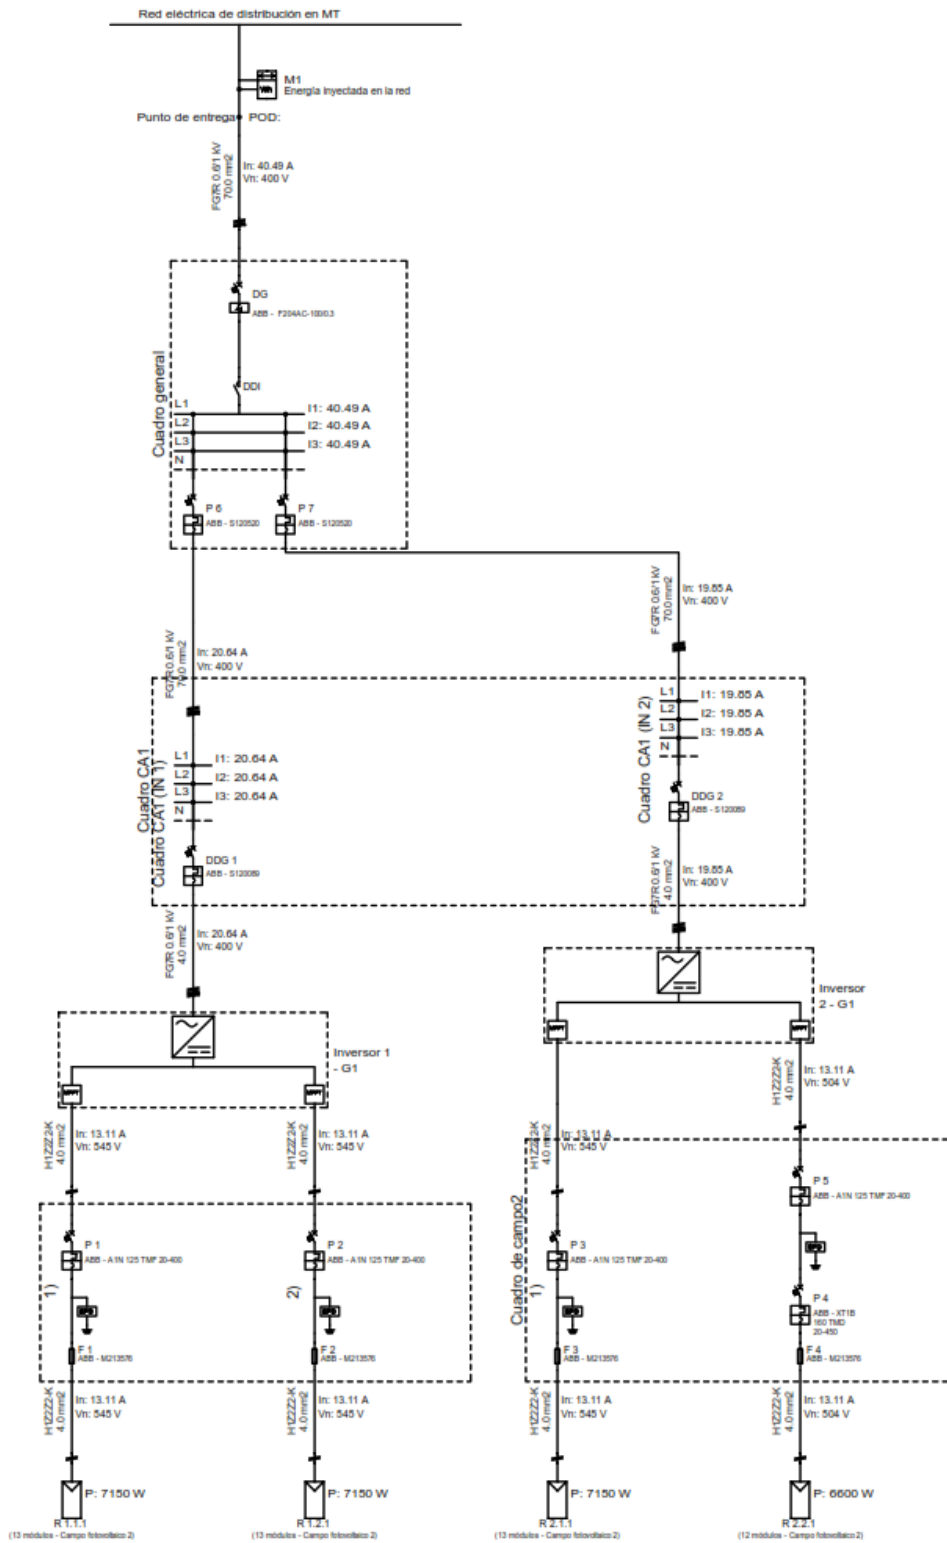 Red eléctrica de distribución en MT
M1
Wh
Energía inyectada en la red
Punto de entrega POD:
FG7R 0.6/1 kV
70.0 mm2
In: 40.49 A
Vn: 400 V
Cuadro general
DG
ABB - F204AC-100/0.3
DDI
L1
L2
L3
N
I1: 40.49 A
I2: 40.49 A
I3: 40.49 A
P 6
ABB - S120520
P 7
ABB - S120520
FG7R 0.6/1 kV
70.0 mm2
In: 20.64 A
Vn: 400 V
FG7R 0.6/1 kV
70.0 mm2
In: 19.85 A
Vn: 400 V
Cuadro CA1
Cuadro CA1 (IN 1)
L1
L2
L3
N
I1: 20.64 A
I2: 20.64 A
I3: 20.64 A
DDG 1
ABB - S120089
Cuadro CA1 (IN 2)
L1
L2
L3
N
I1: 19.85 A
I2: 19.85 A
I3: 19.85 A
DDG 2
ABB - S120089
FG7R 0.6/1 kV
4.0 mm2
In: 20.64 A
Vn: 400 V
FG7R 0.6/1 kV
4.0 mm2
In: 19.85 A
Vn: 400 V
Inversor 1
- G1
MPPT
MPPT
Inversor
2 - G1
MPPT
MPPT
H1Z2Z2-K
4.0 mm2
In: 13.11 A
Vn: 545 V
H1Z2Z2-K
4.0 mm2
In: 13.11 A
Vn: 545 V
H1Z2Z2-K
4.0 mm2
In: 13.11 A
Vn: 545 V
H1Z2Z2-K
4.0 mm2
In: 13.11 A
Vn: 504 V
1)
P 1
ABB - A1N 125 TMF 20-400
SPD
F 1
ABB - M213576
2)
P 2
ABB - A1N 125 TMF 20-400
SPD
F 2
ABB - M213576
Cuadro de campo2
1)
P 3
ABB - A1N 125 TMF 20-400
SPD
F 3
ABB - M213576
P 5
ABB - A1N 125 TMF 20-400
SPD
P 4
ABB - XT1B
160 TMD
20-450
F 4
ABB - M213576
H1Z2Z2-K
4.0 mm2
In: 13.11 A
Vn: 545 V
H1Z2Z2-K
4.0 mm2
In: 13.11 A
Vn: 545 V
H1Z2Z2-K
4.0 mm2
In: 13.11 A
Vn: 545 V
H1Z2Z2-K
4.0 mm2
In: 13.11 A
Vn: 504 V
P: 7150 W
R 1.1.1
(13 módulos - Campo fotovoltaico 2)
P: 7150 W
R 1.2.1
(13 módulos - Campo fotovoltaico 2)
P: 7150 W
R 2.1.1
(13 módulos - Campo fotovoltaico 2)
P: 6600 W
R 2.2.1
(12 módulos - Campo fotovoltaico 2)